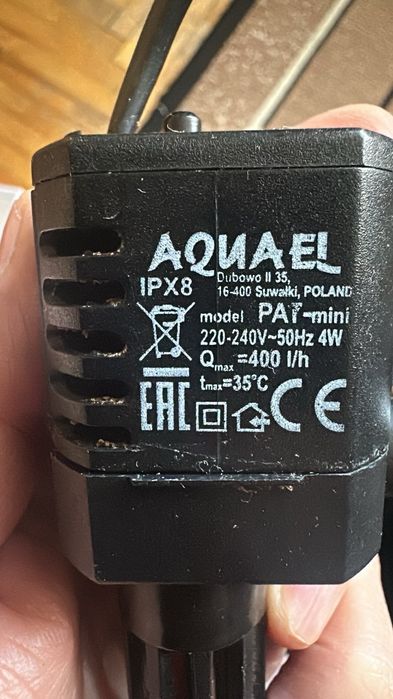 AQUAEL
Dubowo II 35,
IPX8 16-400 Suwałki, POLAND
model PAT-mini
220-240V~50Hz 4W
Qmax =400 l/h
tmax=35°C
EAC CE